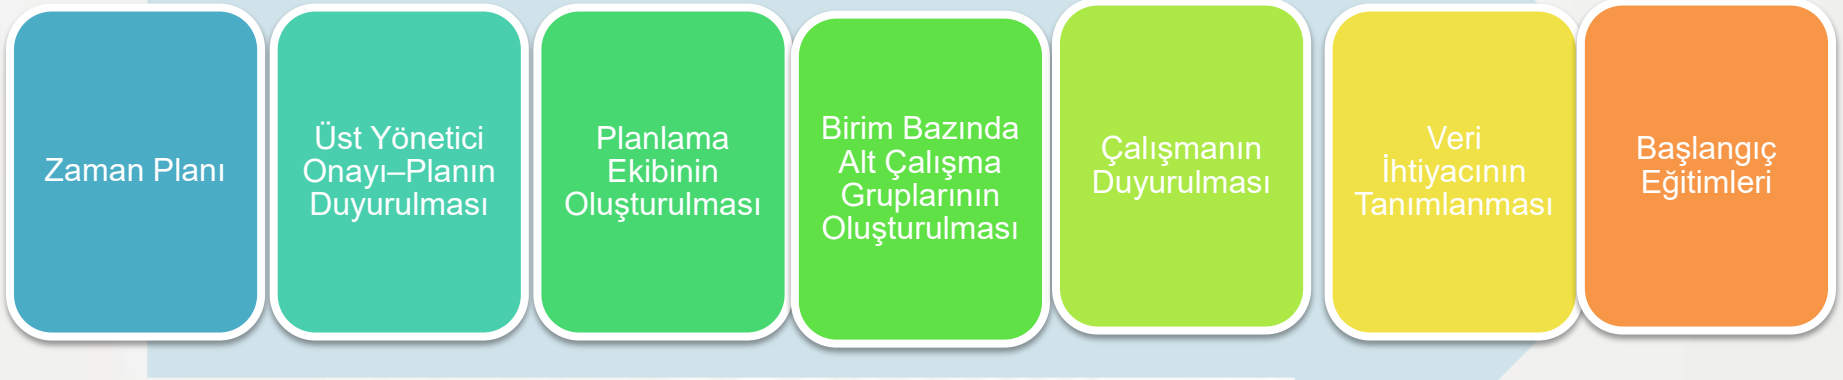 Zaman Planı
Üst Yönetici
Onayı–Planın
Duyurulması
Planlama
Ekibinin
Oluşturulması
Birim Bazında
Alt Çalışma
Gruplarının
Oluşturulması
Çalışmanın
Duyurulması
Veri
İhtiyacının
Tanımlanması
Başlangıç
Eğitimleri